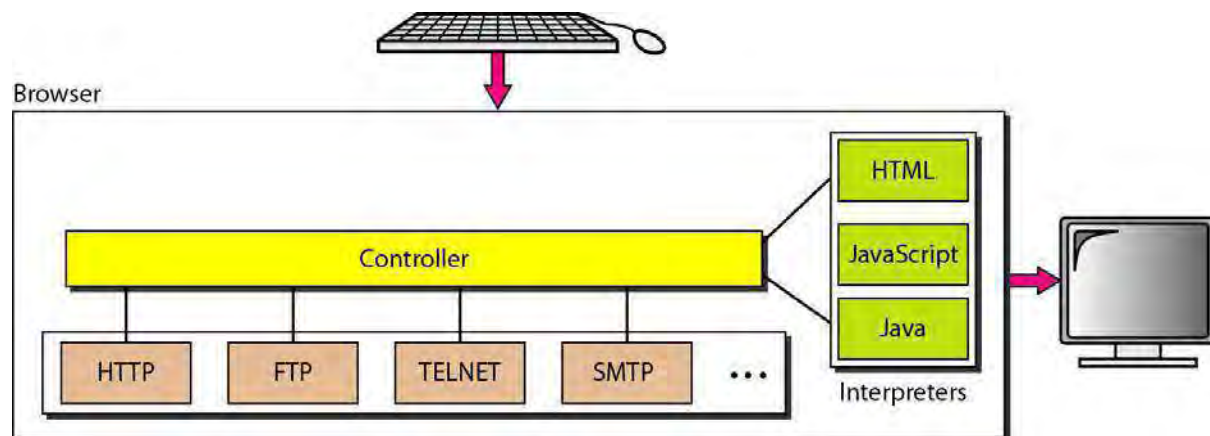 Browser
HTML
Controller
JavaScript
Java
HTTP
FTP
TELNET
SMTP
...
Interpreters